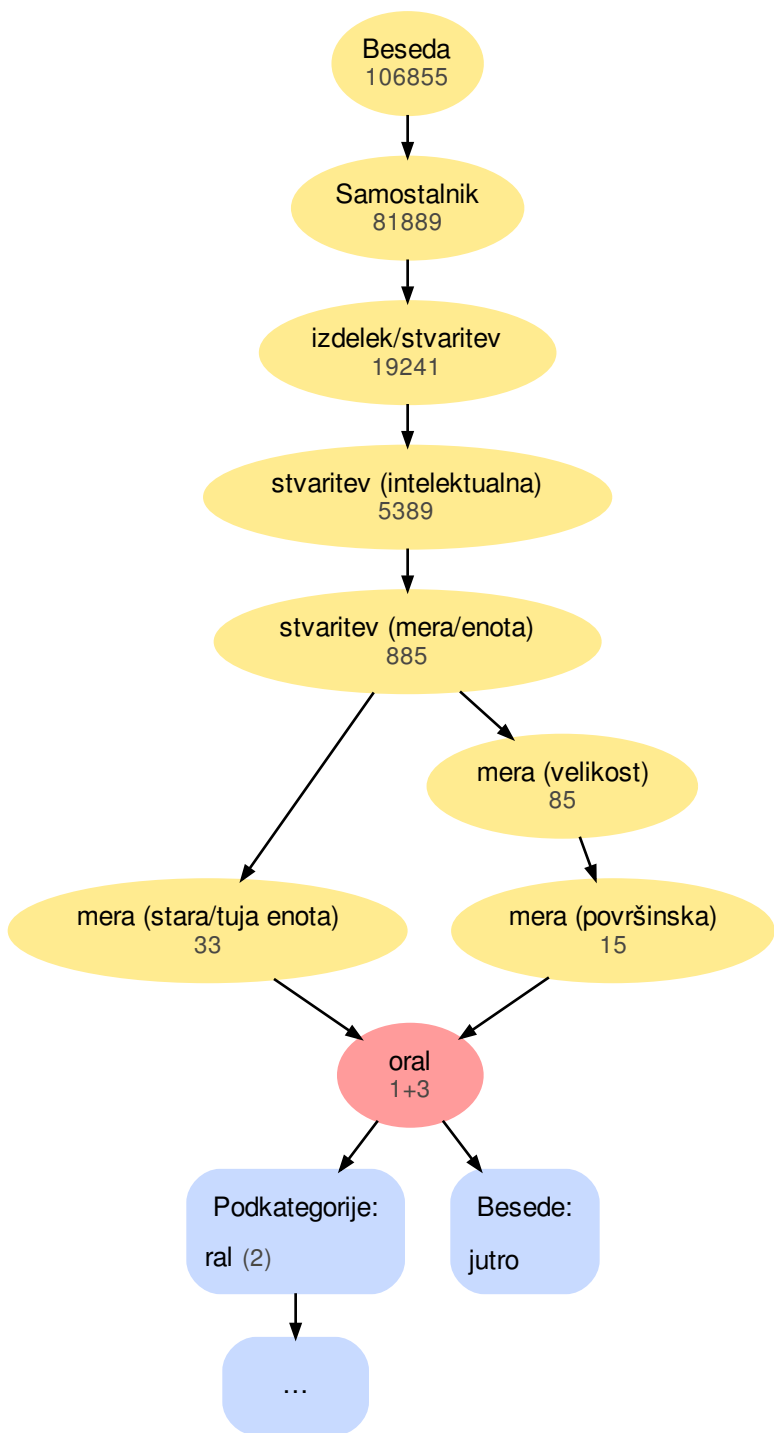 Beseda
106855
Samostalnik
81889
izdelek/stvaritev
19241
stvaritev (intelektualna)
5389
stvaritev (mera/enota)
885
mera (velikost)
85
mera (stara/tuja enota)
33
mera (površinska)
15
oral
1+3
Podkategorije:
ral (2)
Besede:
jutro
…